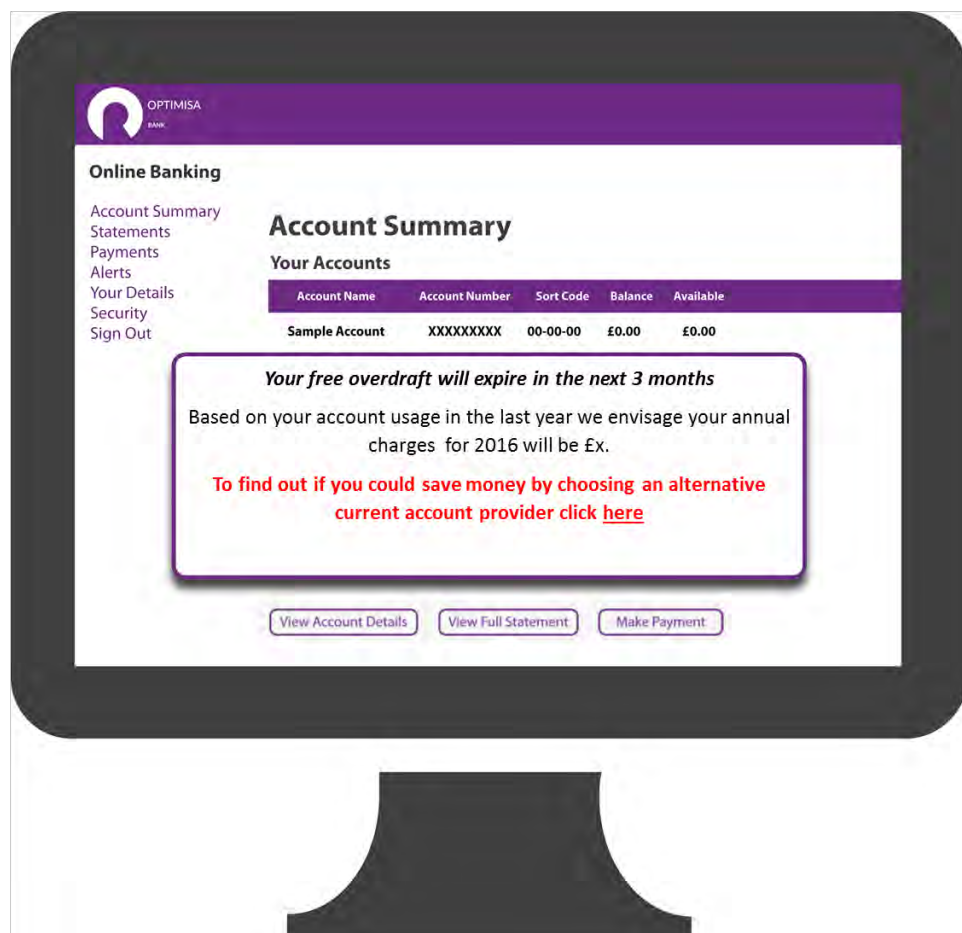 OPTIMISA
BANK
Online Banking
Account Summary
Statements
Payments
Alerts
Your Details
Security
Sign Out
Account Summary
Your Accounts
Account Name Account Number Sort Code Balance Available
Sample Account XXXXXXXXX 00-00-00 £0.00 £0.00
Your free overdraft will expire in the next 3 months
Based on your account usage in the last year we envisage your annual
charges for 2016 will be £x.
To find out if you could save money by choosing an alternative
current account provider click here
View Account Details View Full Statement Make Payment